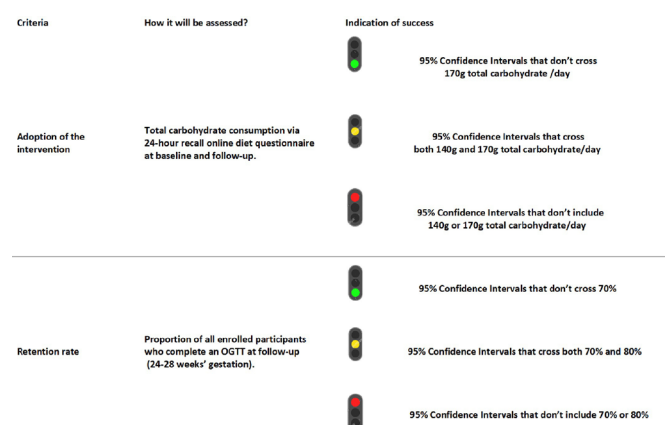 Criteria
How it will be assessed?
Indication of success
95% Confidence Intervals that don't cross
170g total carbohydrate /day
Adoption of the
intervention
Total carbohydrate consumption via
24-hour recall online diet questionnaire
at baseline and follow-up.
95% Confidence Intervals that cross
both 140g and 170g total carbohydrate/day
95% Confidence Intervals that don't include
140g or 170g total carbohydrate/day
95% Confidence Intervals that don't cross 70%
Retention rate
Proportion of all enrolled participants
who complete an OGTT at follow-up
(24-28 weeks' gestation).
95% Confidence Intervals that cross both 70% and 80%
95% Confidence Intervals that don't include 70% or 80%